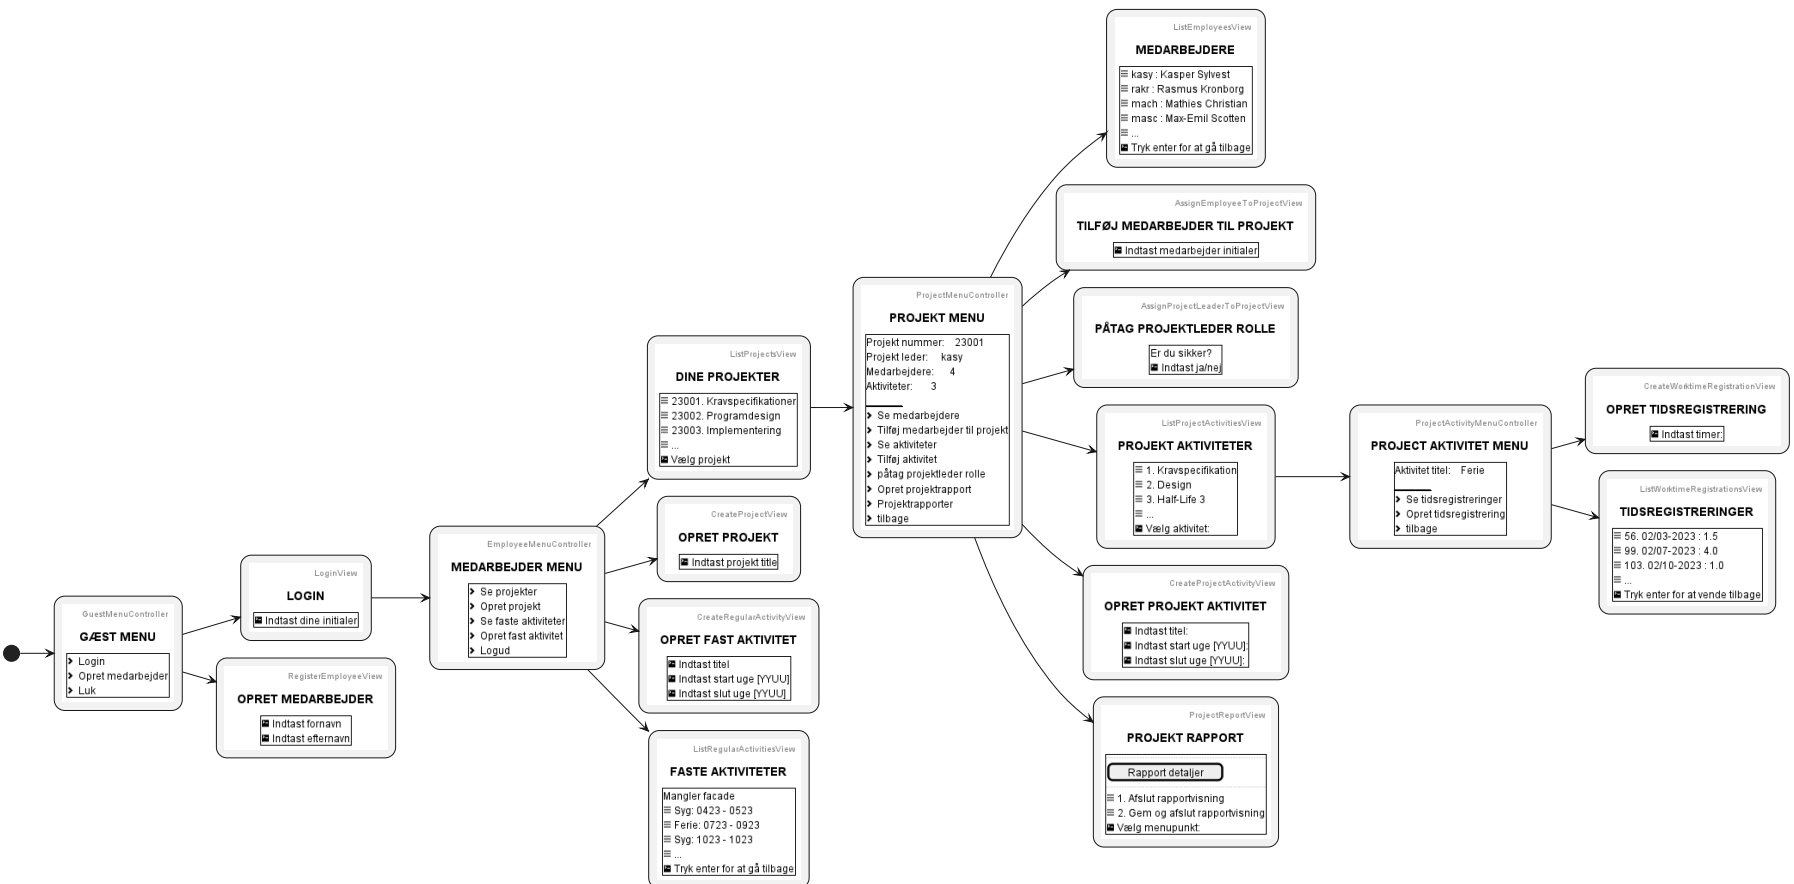 GuestMenuController
GÆST MENU
Login
Opret medarbejder
Luk
LoginView
LOGIN
Indtast dine initialer
RegisterEmployeeView
OPRET MEDARBEJDER
Indtast fornavn
Indtast efternavn
EmployeeMenuController
MEDARBEJDER MENU
Se projekter
Opret projekt
Se faste aktiviteter
Opret fast aktivitet
Logud
ListProjectsView
DINE PROJEKTER
23001. Kravspecifikationer
23002. Programdesign
23003. Implementering
...
Vælg projekt
CreateProjectView
OPRET PROJEKT
Indtast projekt title
CreateRegularActivityView
OPRET FAST AKTIVITET
Indtast titel
Indtast start uge [YYUU]
Indtast slut uge [YYUU]
ListRegularActivitiesView
FASTE AKTIVITETER
Mangler facade
Syg: 0423 - 0523
Ferie: 0723 - 0923
Syg: 1023 - 1023
...
Tryk enter for at gå tilbage
ProjectMenuController
PROJEKT MENU
Projekt nummer: 23001
Projekt leder: kasy
Medarbejdere: 4
Aktiviteter: 3
Se medarbejdere
Tilføj medarbejder til projekt
Se aktiviteter
Tilføj aktivitet
påtag projektleder rolle
Opret projektrapport
Projektrapporter
tilbage
ListEmployeesView
MEDARBEJDERE
kasy : Kasper Sylvest
rakr : Rasmus Kronborg
mach : Mathies Christian
masc : Max-Emil Scotten
...
Tryk enter for at gå tilbage
AssignEmployeeToProjectView
TILFØJ MEDARBEJDER TIL PROJEKT
Indtast medarbejder initialer
AssignProjectLeaderToProjectView
PÅTAG PROJEKTLEDER ROLLE
Er du sikker?
Indtast ja/nej
ListProjectActivitiesView
PROJEKT AKTIVITETER
1. Kravspecifikation
2. Design
3. Half-Life 3
...
Vælg aktivitet:
CreateProjectActivityView
OPRET PROJEKT AKTIVITET
Indtast titel:
Indtast start uge [YYUU]:
Indtast slut uge [YYUU]:
ProjectReportView
PROJEKT RAPPORT
Rapport detaljer
1. Afslut rapportvisning
2. Gem og afslut rapportvisning
Vælg menupunkt:
ProjectActivityMenuController
PROJECT AKTIVITET MENU
Aktivitet titel: Ferie
Se tidsregistreringer
Opret tidsregistrering
tilbage
CreateWorktimeRegistrationView
OPRET TIDSREGISTRERING
Indtast timer:
ListWorktimeRegistrationsView
TIDSREGISTRERINGER
56. 02/03-2023 : 1.5
99. 02/07-2023 : 4.0
103. 02/10-2023 : 1.0
...
Tryk enter for at vende tilbage